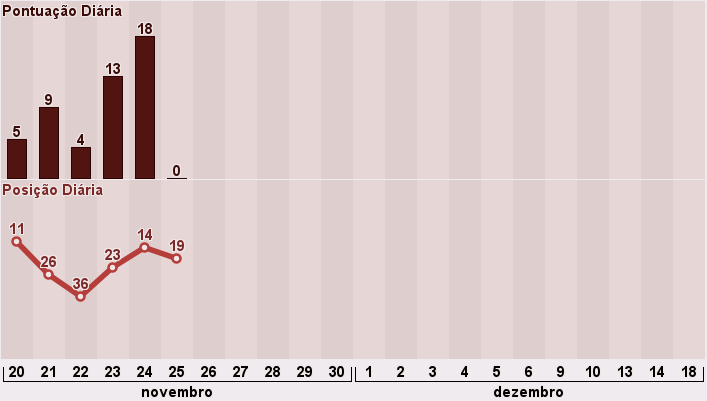 Pontuação Diária
5 9 4 13 18 0
Posição Diária
11 26 36 23 14 19
20 21 22 23 24 25 26 27 28 29 30 1 2 3 4 5 6 9 10 13 14 18
novembro dezembro